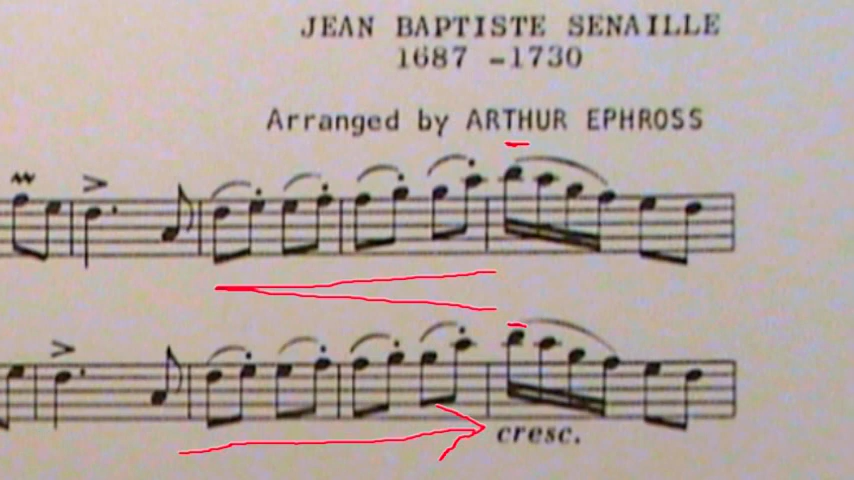 JEAN BAPTISTE SENAILLE
1687 -1730
Arranged by ARTHUR EPHROSS
cresc.